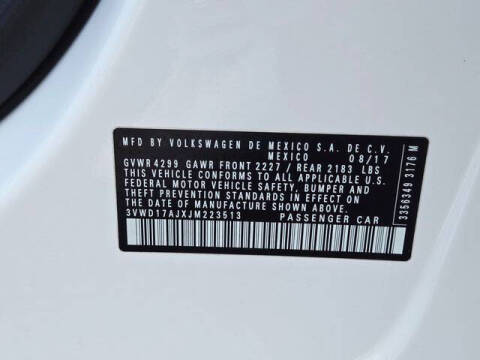 MFD BY VOLKSWAGEN DE MEXICO S.A. DE C.V.
MEXICO 08/17
GVWR 4299 GAWR FRONT 2227 / REAR 2183 LBS
THIS VEHICLE CONFORMS TO ALL APPLICABLE U.S.
FEDERAL MOTOR VEHICLE SAFETY, BUMPER AND
THEFT PREVENTION STANDARDS IN EFFECT ON
THE DATE OF MANUFACTURE SHOWN ABOVE.
3VWD17AJXJM223513 PASSENGER CAR
3356349 3176 M